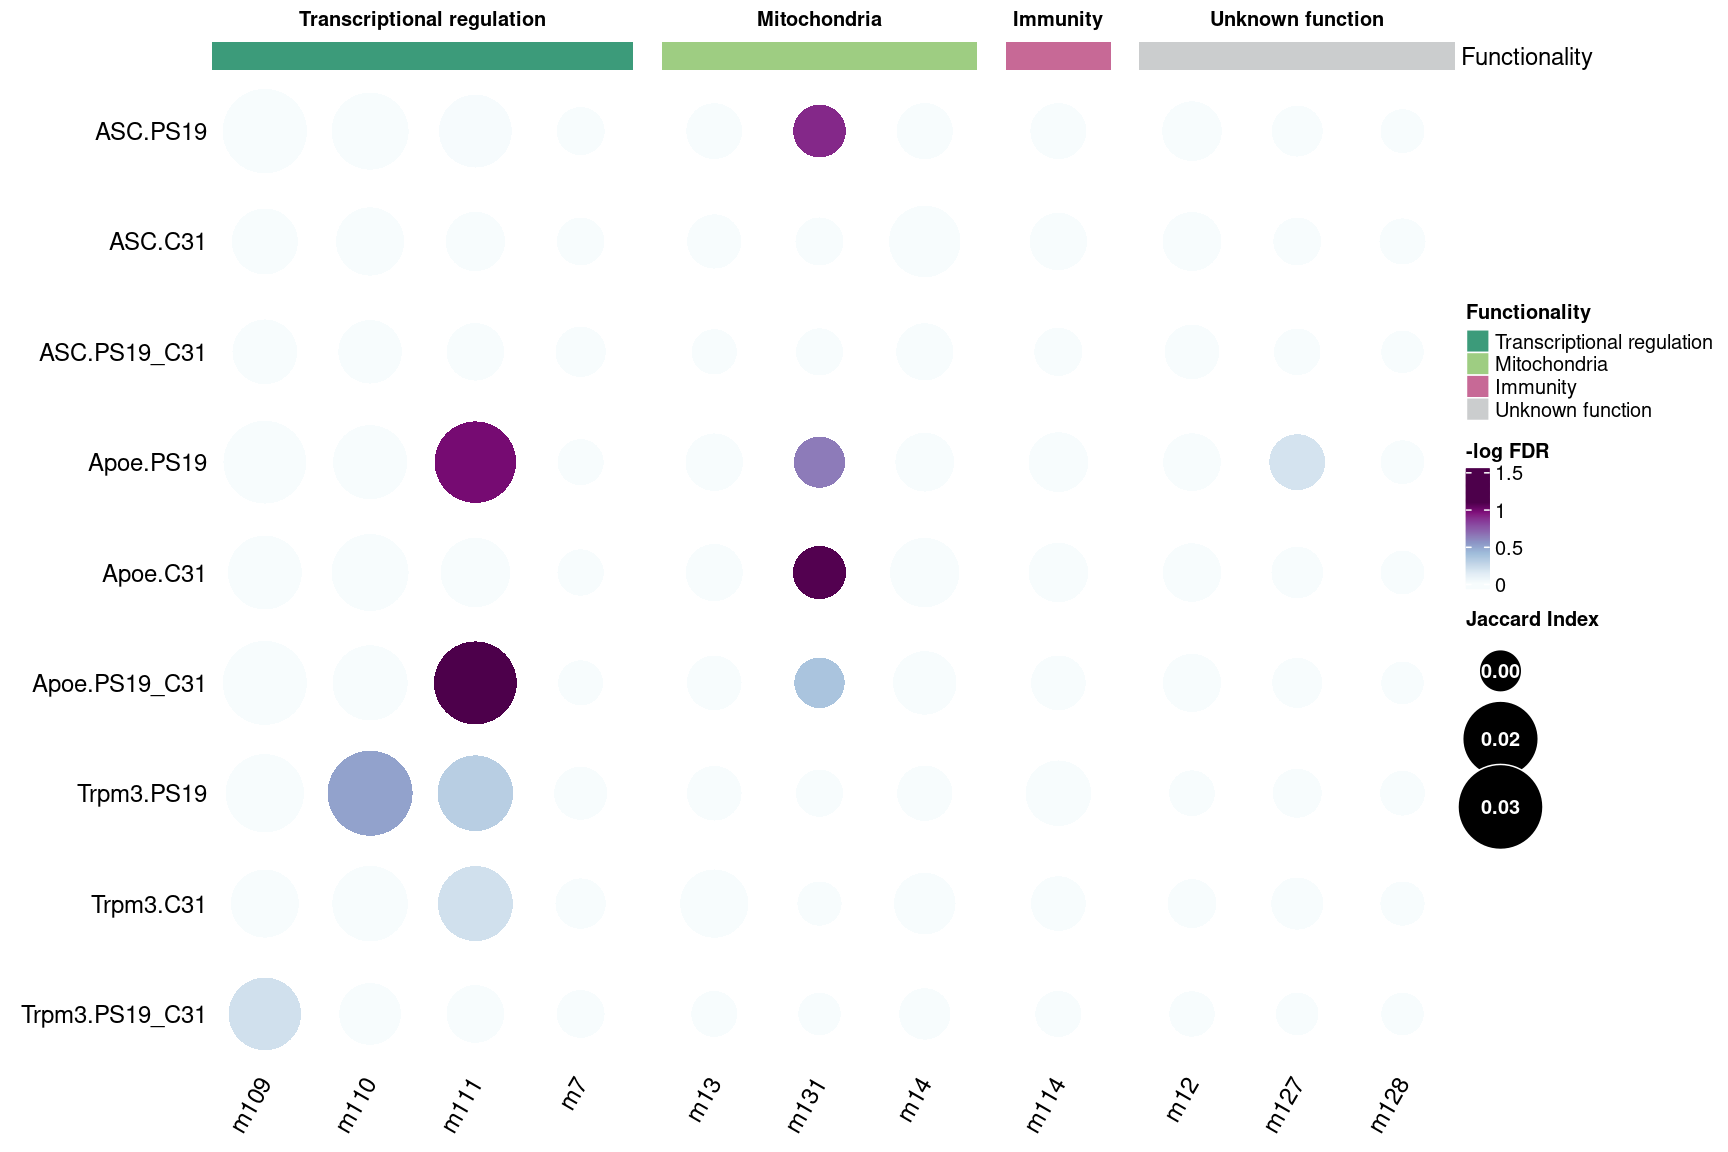 Transcriptional regulation Mitochondria Immunity Unknown function
Functionality
ASC.PS19
ASC.C31
ASC.PS19_C31
Apoe.PS19
Apoe.C31
Apoe.PS19_C31
Trpm3.PS19
Trpm3.C31
Trpm3.PS19_C31
m109 m110 m111 m7 m13 m131 m14 m114 m12 m127 m128
Functionality
Transcriptional regulation
Mitochondria
Immunity
Unknown function
-log FDR
1.5
1
0.5
0
Jaccard Index
0.00
0.02
0.03